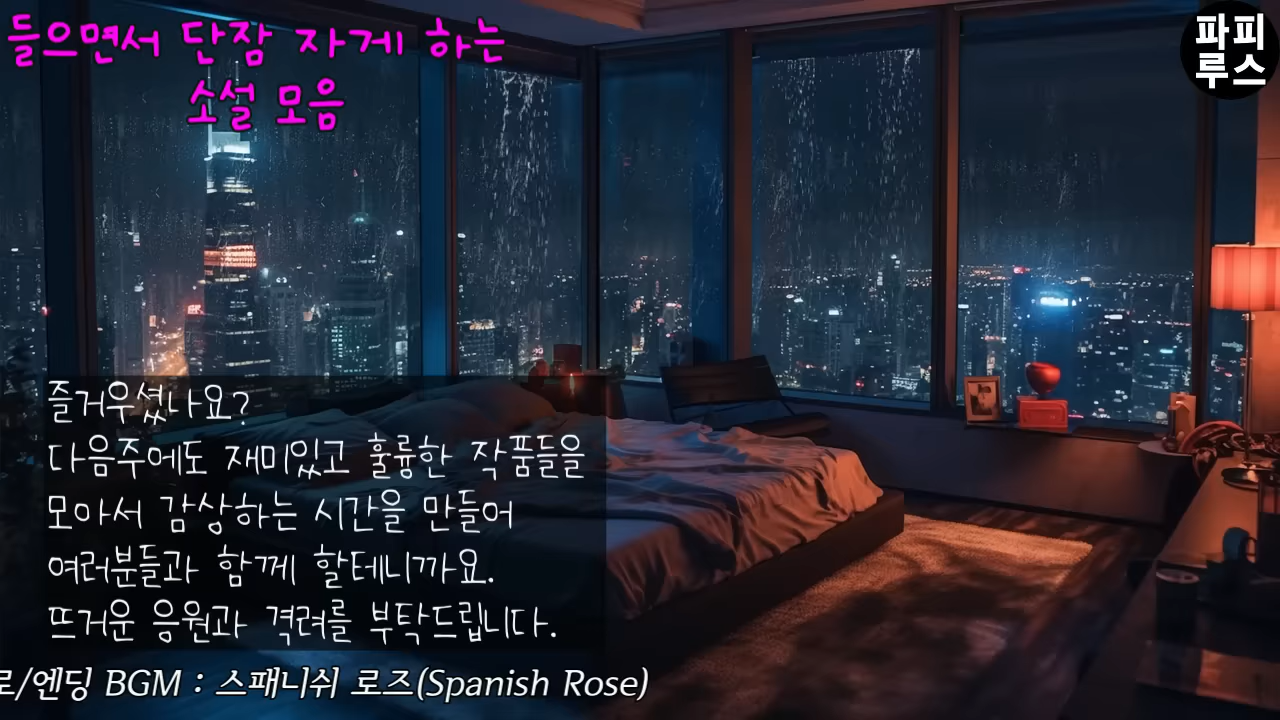 들으면서 단잠 자게 하는
소설 모음
파피
루스
즐거우셨나요?
다음주에도 재미있고 훌륭한 작품들을
모아서 감상하는 시간을 만들어
여러분들과 함께 할테니까요.
뜨거운 응원과 격려를 부탁드립니다.
로/엔딩 BGM : 스패니쉬 로즈(Spanish Rose)